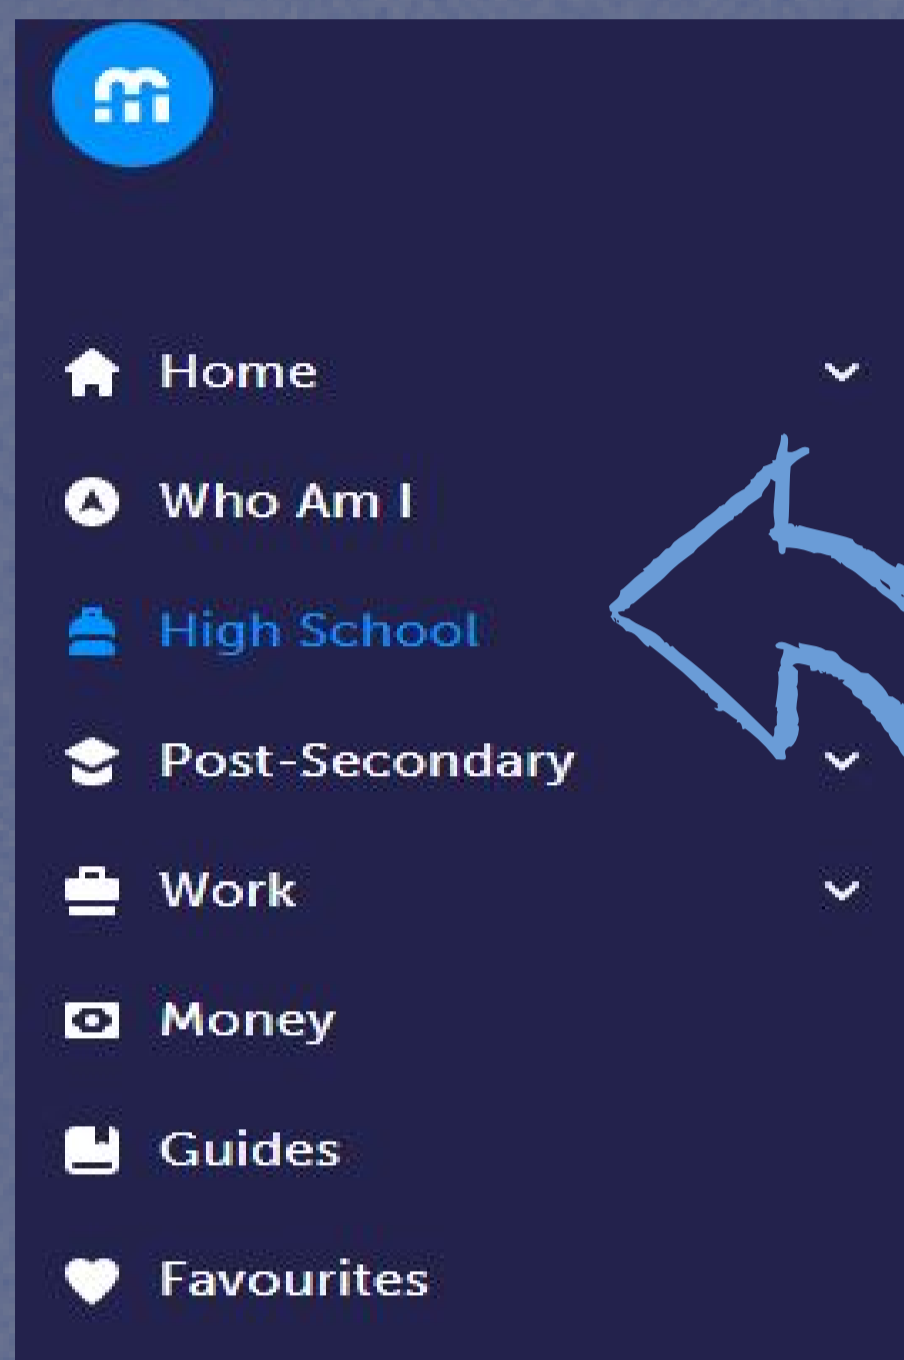 Home
Who Am I
High School
Post-Secondary
Work
Money
Guides
Favourites